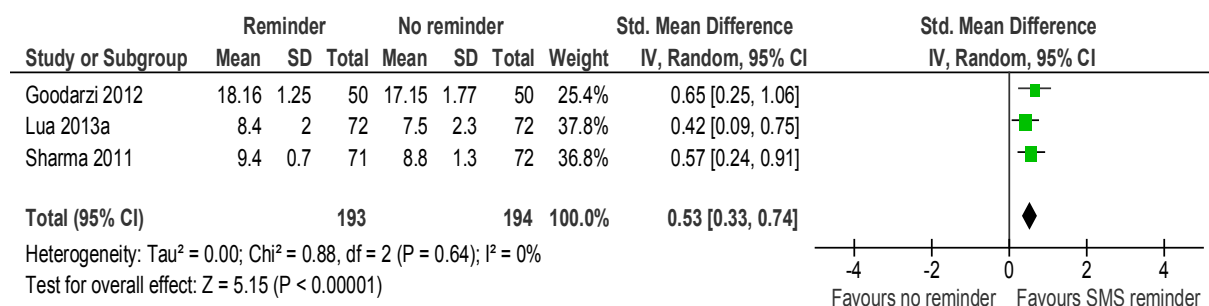 Reminder No reminder Std. Mean Difference Std. Mean Difference
Study or Subgroup Mean SD Total Mean SD Total Weight IV, Random, 95% CI IV, Random, 95% CI
Goodarzi 2012 18.16 1.25 50 17.15 1.77 50 25.4% 0.65 [0.25, 1.06]
Lua 2013a 8.4 2 72 7.5 2.3 72 37.8% 0.42 [0.09, 0.75]
Sharma 2011 9.4 0.7 71 8.8 1.3 72 36.8% 0.57 [0.24, 0.91]
Total (95% CI) 193 194 100.0% 0.53 [0.33, 0.74]
Heterogeneity: Tau² = 0.00; Chi² = 0.88, df = 2 (P = 0.64); I² = 0%
Test for overall effect: Z = 5.15 (P < 0.00001)
-4 -2 0 2 4
Favours no reminder Favours SMS reminder